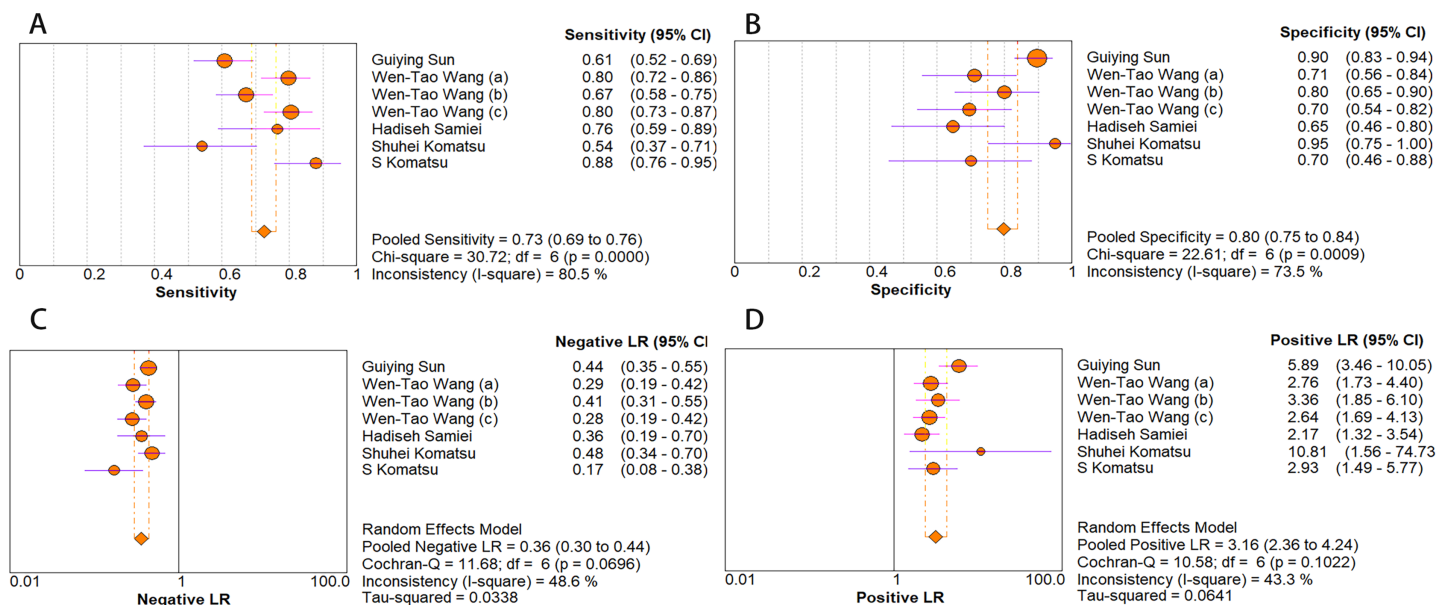 A
Sensitivity (95% CI)
Guiying Sun 0.61 (0.52 - 0.69)
Wen-Tao Wang (a) 0.80 (0.72 - 0.86)
Wen-Tao Wang (b) 0.67 (0.58 - 0.75)
Wen-Tao Wang (c) 0.80 (0.73 - 0.87)
Hadiseh Samiei 0.76 (0.59 - 0.89)
Shuhei Komatsu 0.54 (0.37 - 0.71)
S Komatsu 0.88 (0.76 - 0.95)
Pooled Sensitivity = 0.73 (0.69 to 0.76)
Chi-square = 30.72; df = 6 (p = 0.0000)
Inconsistency (I-square) = 80.5 %
0 0.2 0.4 0.6 0.8 1
Sensitivity
B
Specificity (95% CI)
Guiying Sun 0.90 (0.83 - 0.94)
Wen-Tao Wang (a) 0.71 (0.56 - 0.84)
Wen-Tao Wang (b) 0.80 (0.65 - 0.90)
Wen-Tao Wang (c) 0.70 (0.54 - 0.82)
Hadiseh Samiei 0.65 (0.46 - 0.80)
Shuhei Komatsu 0.95 (0.75 - 1.00)
S Komatsu 0.70 (0.46 - 0.88)
Pooled Specificity = 0.80 (0.75 to 0.84)
Chi-square = 22.61; df = 6 (p = 0.0009)
Inconsistency (I-square) = 73.5 %
0 0.2 0.4 0.6 0.8 1
Specificity
C
Negative LR (95% CI
Guiying Sun 0.44 (0.35 - 0.55)
Wen-Tao Wang (a) 0.29 (0.19 - 0.42)
Wen-Tao Wang (b) 0.41 (0.31 - 0.55)
Wen-Tao Wang (c) 0.28 (0.19 - 0.42)
Hadiseh Samiei 0.36 (0.19 - 0.70)
Shuhei Komatsu 0.48 (0.34 - 0.70)
S Komatsu 0.17 (0.08 - 0.38)
Random Effects Model
Pooled Negative LR = 0.36 (0.30 to 0.44)
Cochran-Q = 11.68; df = 6 (p = 0.0696)
Inconsistency (I-square) = 48.6 %
Tau-squared = 0.0338
0.01 1 100.0
Negative LR
D
Positive LR (95% CI
Guiying Sun 5.89 (3.46 - 10.05)
Wen-Tao Wang (a) 2.76 (1.73 - 4.40)
Wen-Tao Wang (b) 3.36 (1.85 - 6.10)
Wen-Tao Wang (c) 2.64 (1.69 - 4.13)
Hadiseh Samiei 2.17 (1.32 - 3.54)
Shuhei Komatsu 10.81 (1.56 - 74.73
S Komatsu 2.93 (1.49 - 5.77)
Random Effects Model
Pooled Positive LR = 3.16 (2.36 to 4.24)
Cochran-Q = 10.58; df = 6 (p = 0.1022)
Inconsistency (I-square) = 43.3 %
Tau-squared = 0.0641
0.01 1 100.0
Positive LR